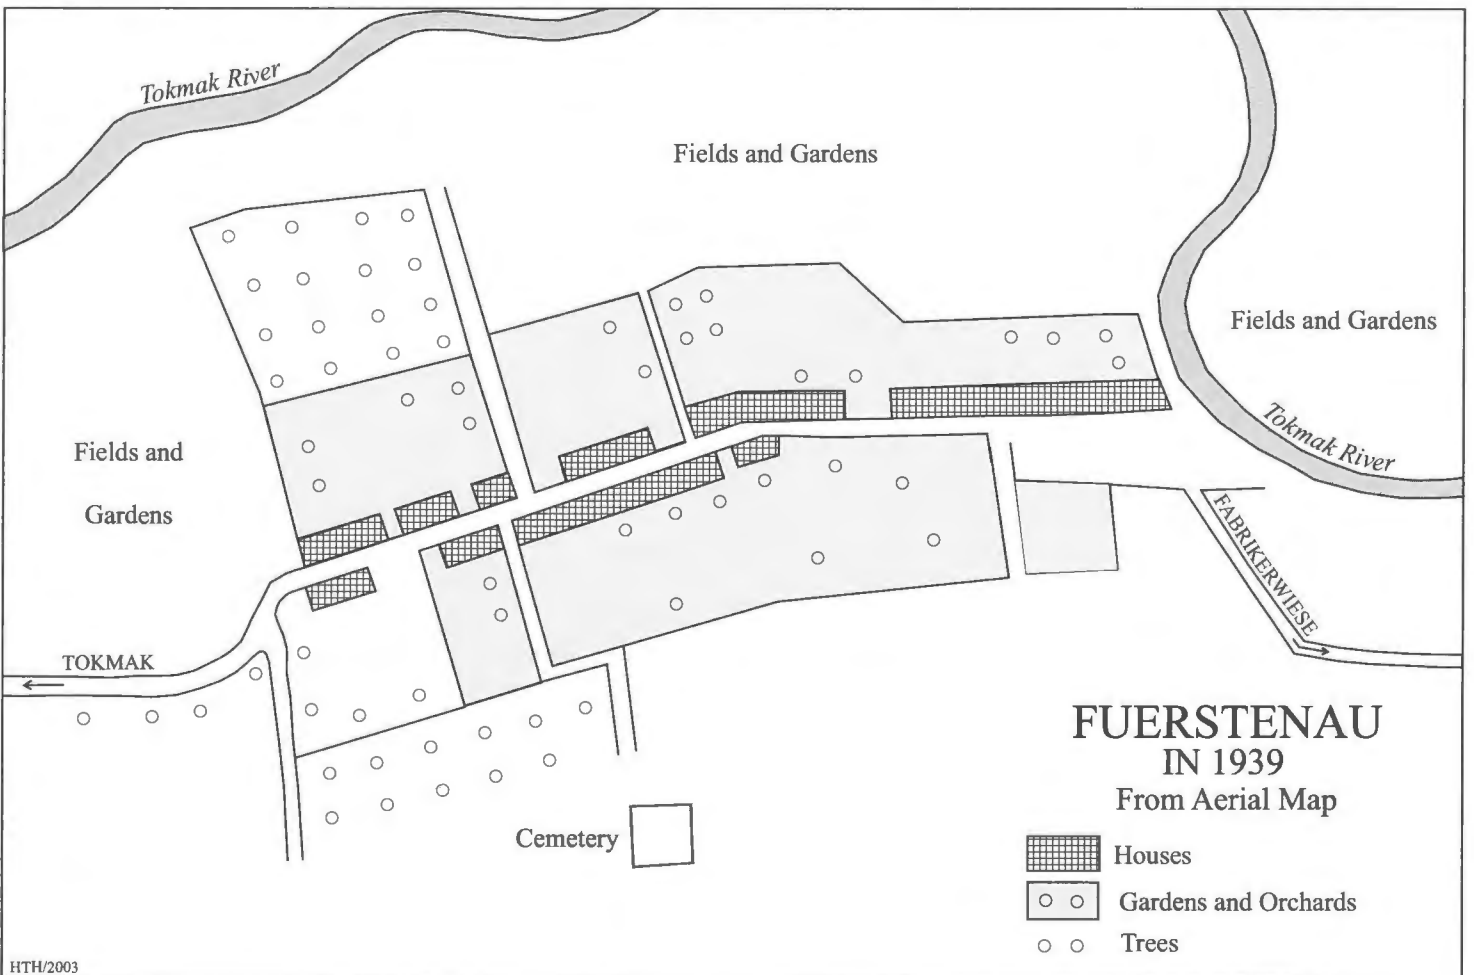 Tokmak River
Fields and Gardens
Fields and Gardens
Tokmak River
Fields and
Gardens
FABRIKERWIESE
TOKMAK
FUERSTENAU
IN 1939
From Aerial Map
Cemetery
Houses
Gardens and Orchards
Trees
HTH/2003